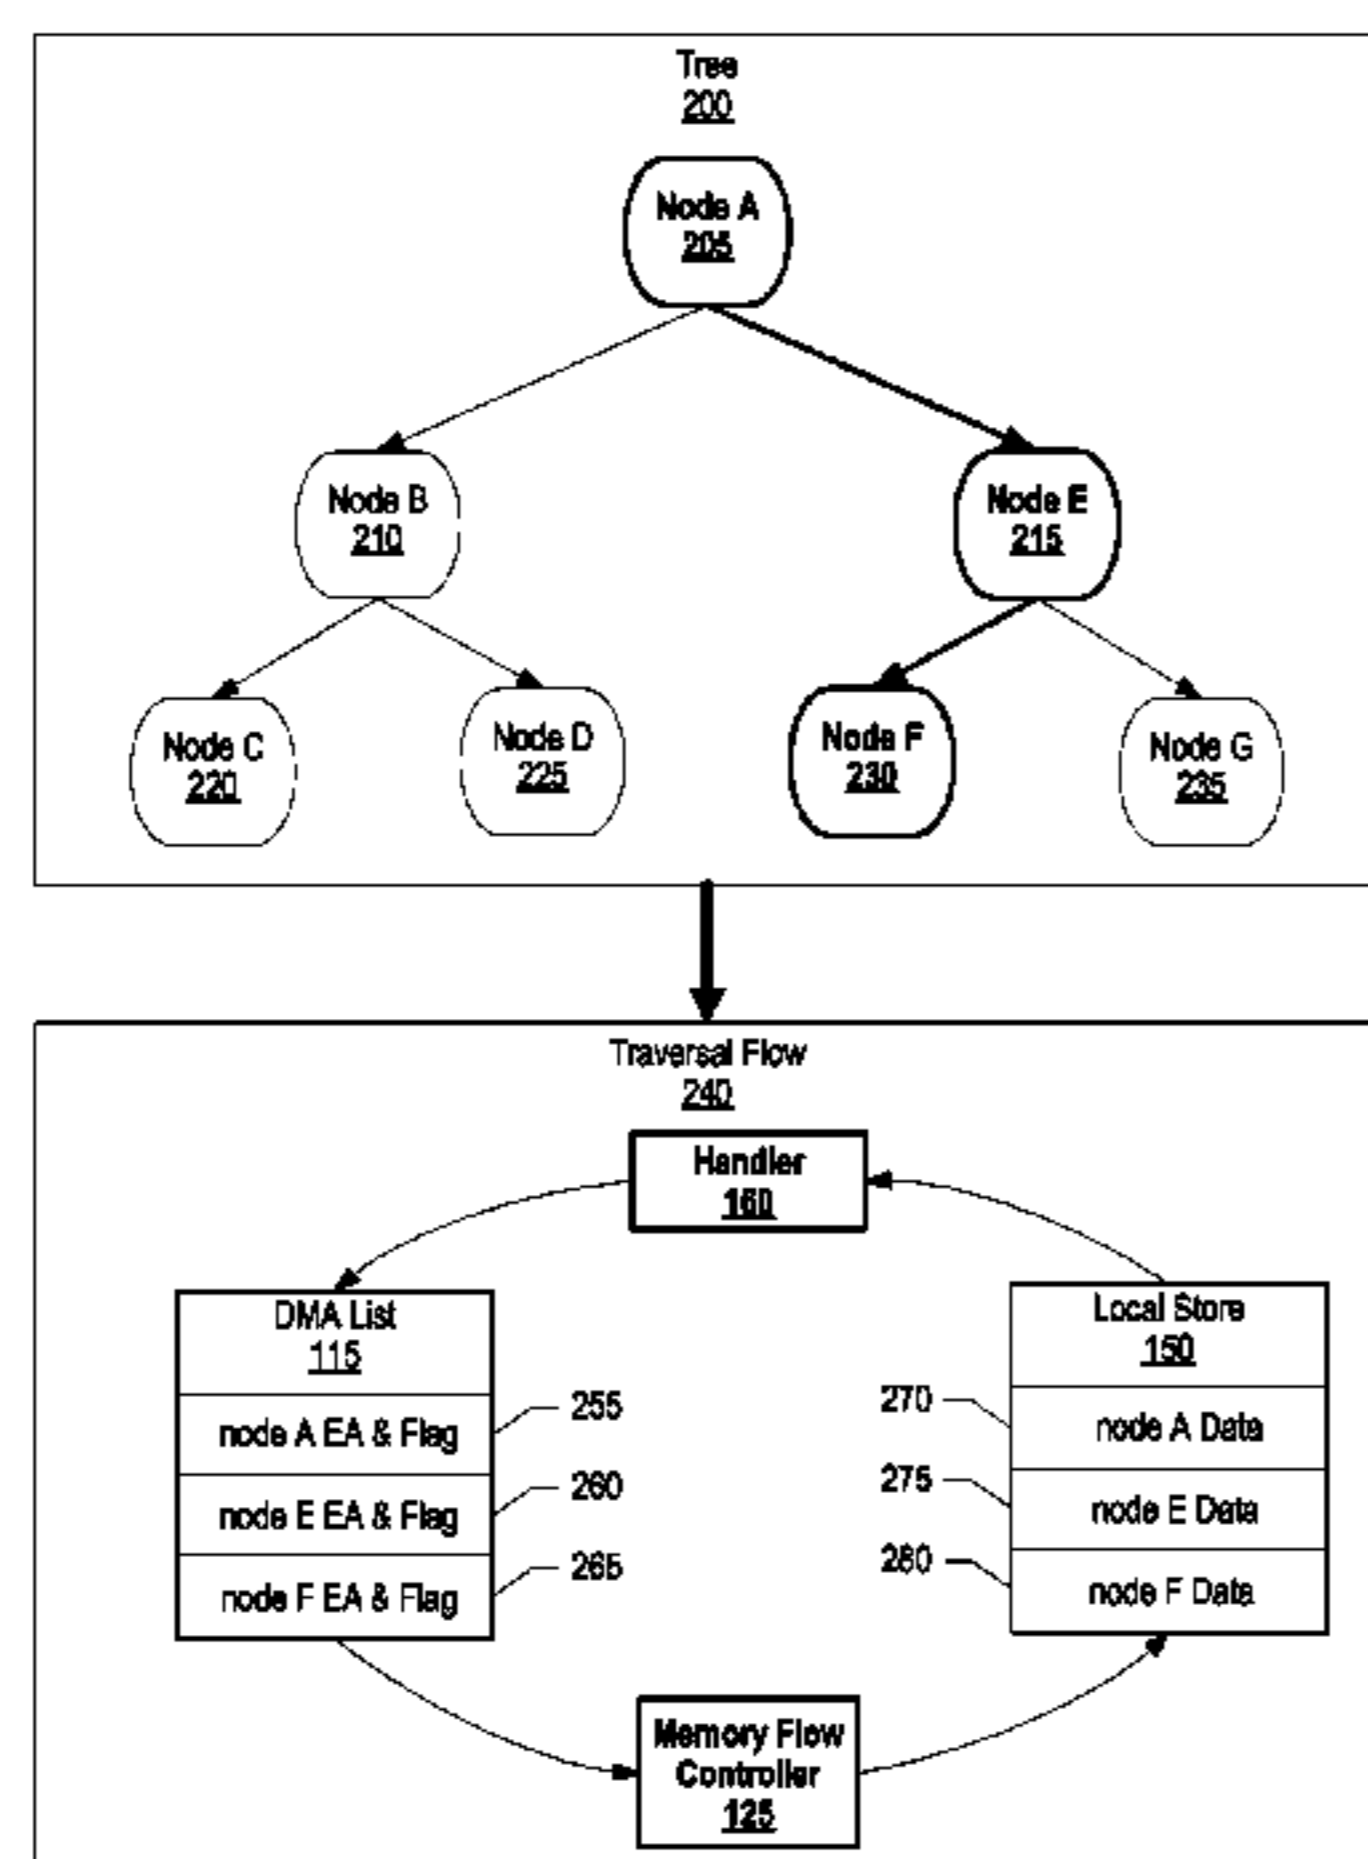 Tree
200
Node A
205
Node B
210
Node E
215
Node C
220
Node D
225
Node F
230
Node G
235
Traversal Flow
240
Handler
160
DMA List
115
node A EA & Flag
255
node E EA & Flag
260
node F EA & Flag
265
Local Store
150
270
node A Data
275
node E Data
280
node F Data
Memory Flow
Controller
125